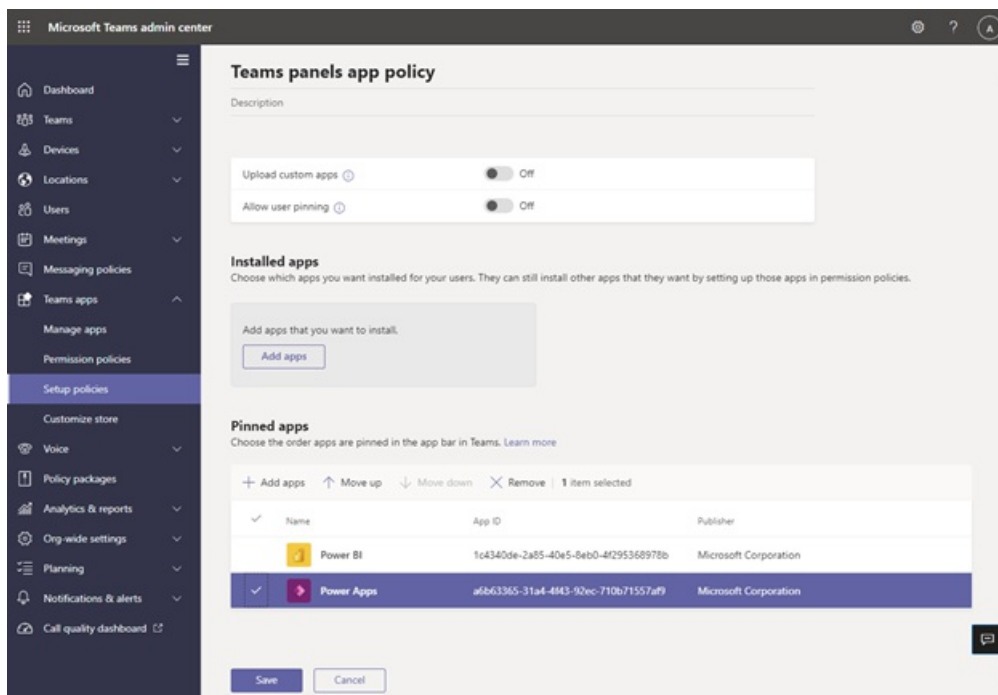 Microsoft Teams admin center
?
A
Dashboard
Teams
Devices
Locations
Users
Meetings
Messaging policies
Teams apps
Manage apps
Permission policies
Setup policies
Customize store
Voice
Policy packages
Analytics & reports
Org-wide settings
Planning
Notifications & alerts
Call quality dashboard
Teams panels app policy
Description
Upload custom apps Off
Allow user pinning Off
Installed apps
Choose which apps you want installed for your users. They can still install other apps that they want by setting up those apps in permission policies.
Add apps that you want to install.
Add apps
Pinned apps
Choose the order apps are pinned in the app bar in Teams. Learn more
Add apps Move up Move down Remove 1 item selected
Name App ID Publisher
Power BI 1c4340de-2a85-40e5-8eb0-4f295368978b Microsoft Corporation
Power Apps a6b63365-31a4-4f43-92ec-710b71557af9 Microsoft Corporation
Save Cancel